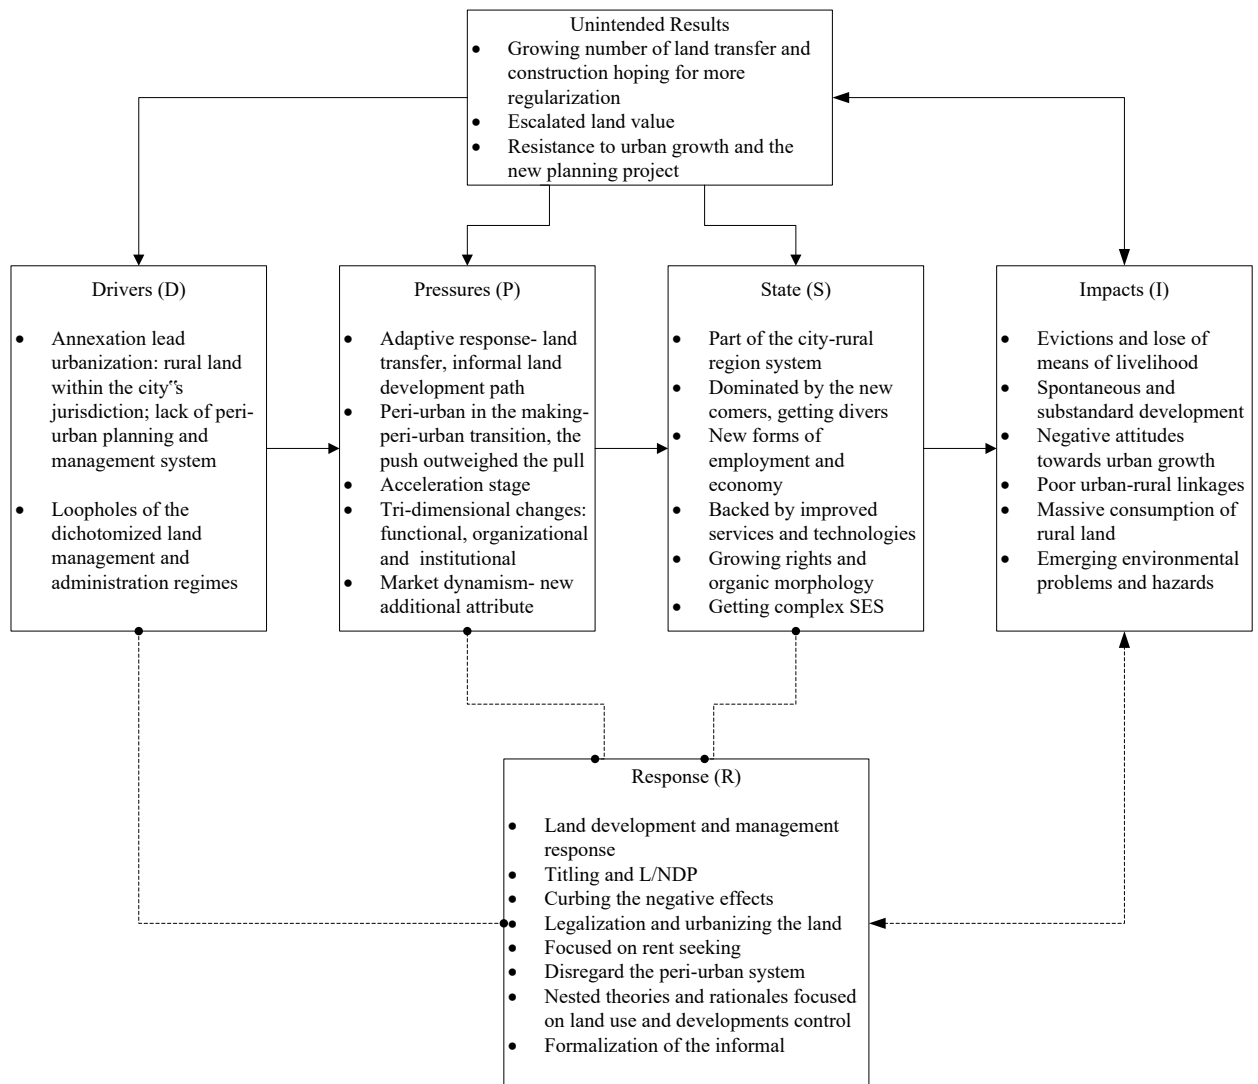 Unintended Results
• Growing number of land transfer and
construction hoping for more
regularization
• Escalated land value
• Resistance to urban growth and the
new planning project
Drivers (D)
• Annexation lead
urbanization: rural land
within the city‟s
jurisdiction; lack of peri-
urban planning and
management system
• Loopholes of the
dichotomized land
management and
administration regimes
Pressures (P)
• Adaptive response- land
transfer, informal land
development path
• Peri-urban in the making-
peri-urban transition, the
push outweighed the pull
• Acceleration stage
• Tri-dimensional changes:
functional, organizational
and institutional
• Market dynamism- new
additional attribute
State (S)
• Part of the city-rural
region system
• Dominated by the new
comers, getting divers
• New forms of
employment and
economy
• Backed by improved
services and technologies
• Growing rights and
organic morphology
• Getting complex SES
Impacts (I)
• Evictions and lose of
means of livelihood
• Spontaneous and
substandard development
• Negative attitudes
towards urban growth
• Poor urban-rural linkages
• Massive consumption of
rural land
• Emerging environmental
problems and hazards
Response (R)
• Land development and management
response
• Titling and L/NDP
• Curbing the negative effects
• Legalization and urbanizing the land
• Focused on rent seeking
• Disregard the peri-urban system
• Nested theories and rationales focused
on land use and developments control
• Formalization of the informal